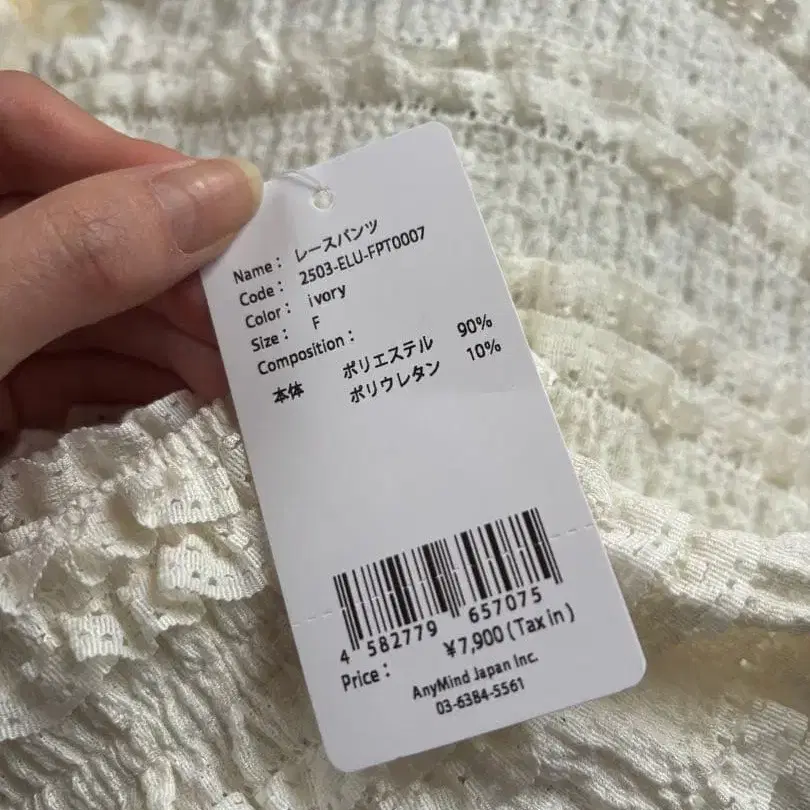 Name： レースパンツ
Code： 2503-ELU-FPT0007
Color： ivory
Size： F
Composition：
本体 ポリエステル 90%
ポリウレタン 10%
4 582779 657075
Price： ¥7,900 (Tax in)
AnyMind Japan Inc.
03-6384-5561